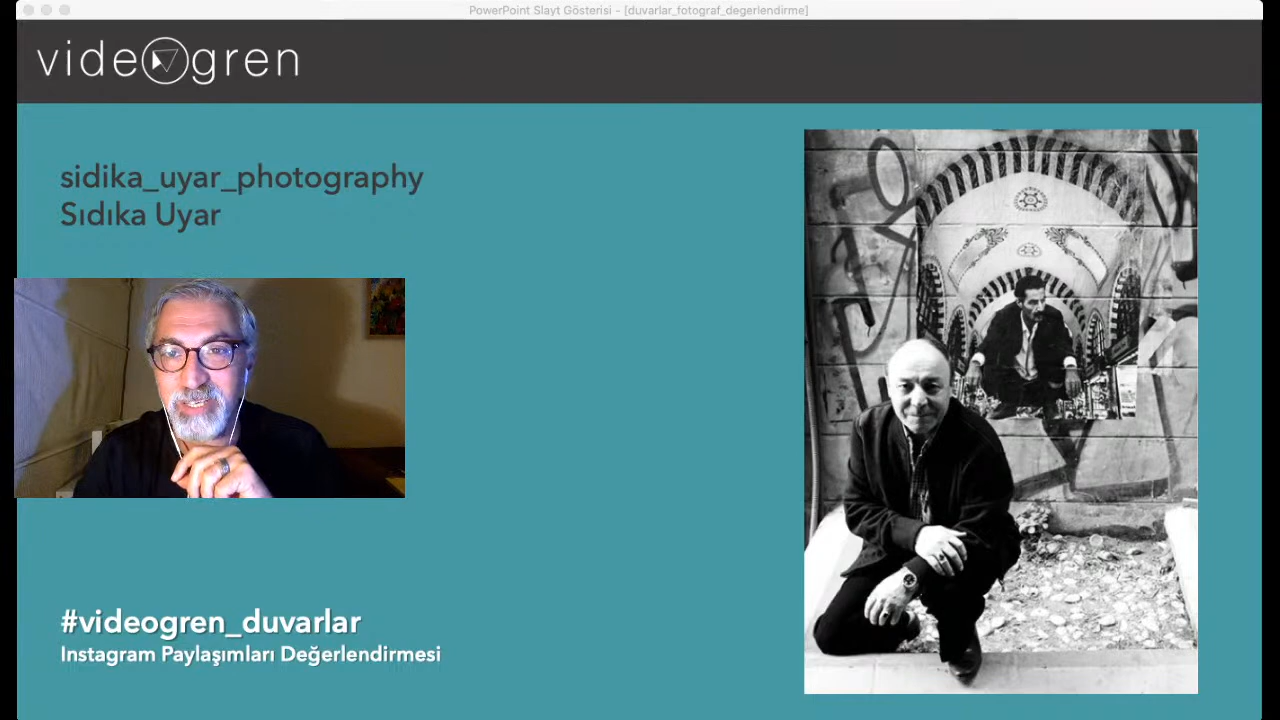 PowerPoint Slayt Gösterisi - [duvarlar_fotograf_degerlendirme]
videogren
sidika_uyar_photography
Sıdıka Uyar
#videogren_duvarlar
Instagram Paylaşımları Değerlendirmesi